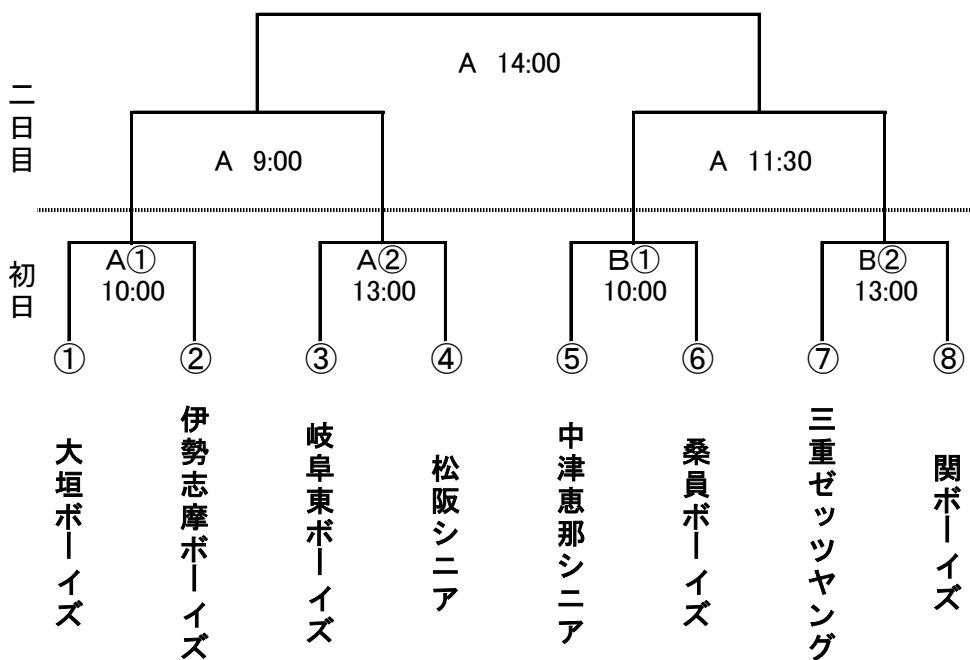 A 14:00
二日目
A 9:00
A 11:30
初日
A①
10:00
A②
13:00
B①
10:00
B②
13:00
①
②
③
④
⑤
⑥
⑦
⑧
大垣ボーイズ
伊勢志摩ボーイズ
岐阜東ボーイズ
松阪シニア
中津恵那シニア
桑員ボーイズ
三重ゼッツヤング
関ボーイズ